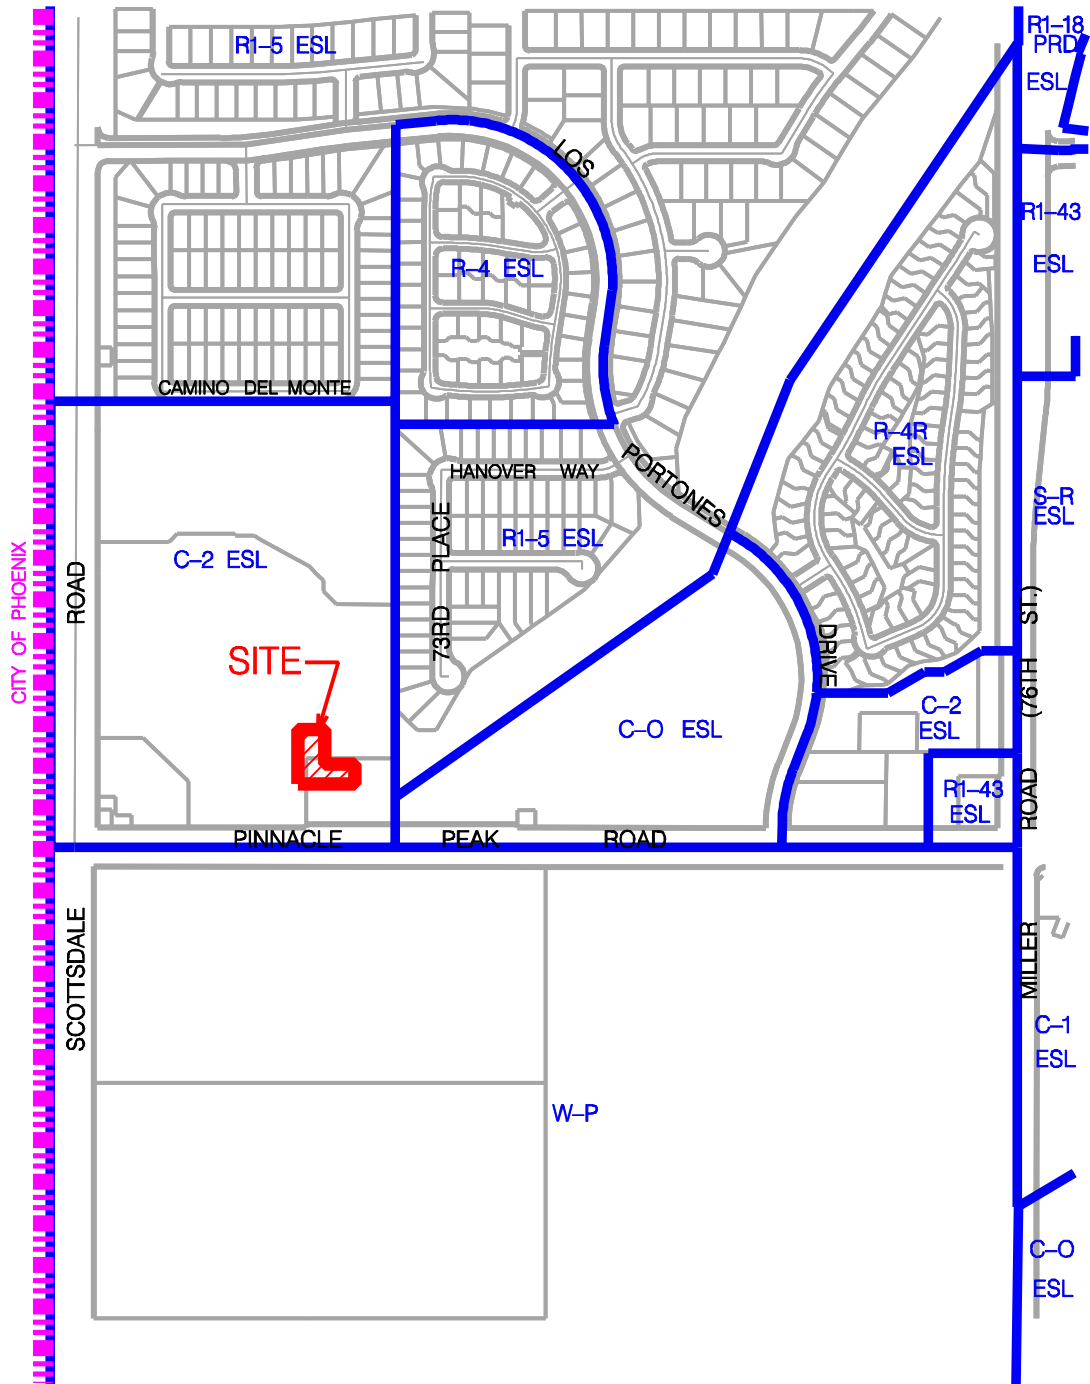 R1-18
PRD
ESL
R1-5 ESL
LOS
R1-43
ESL
R-4 ESL
CAMINO DEL MONTE
R-4R
ESL
PORTONES
HANOVER WAY
S-R
ESL
R1-5 ESL
C-2 ESL
PLACE
73RD
ROAD
CITY OF PHOENIX
SITE
DRIVE
(76TH ST.)
C-2
ESL
C-O ESL
R1-43
ESL
ROAD
PINNACLE PEAK ROAD
SCOTTSDALE
MILLER
C-1
ESL
W-P
C-O
ESL